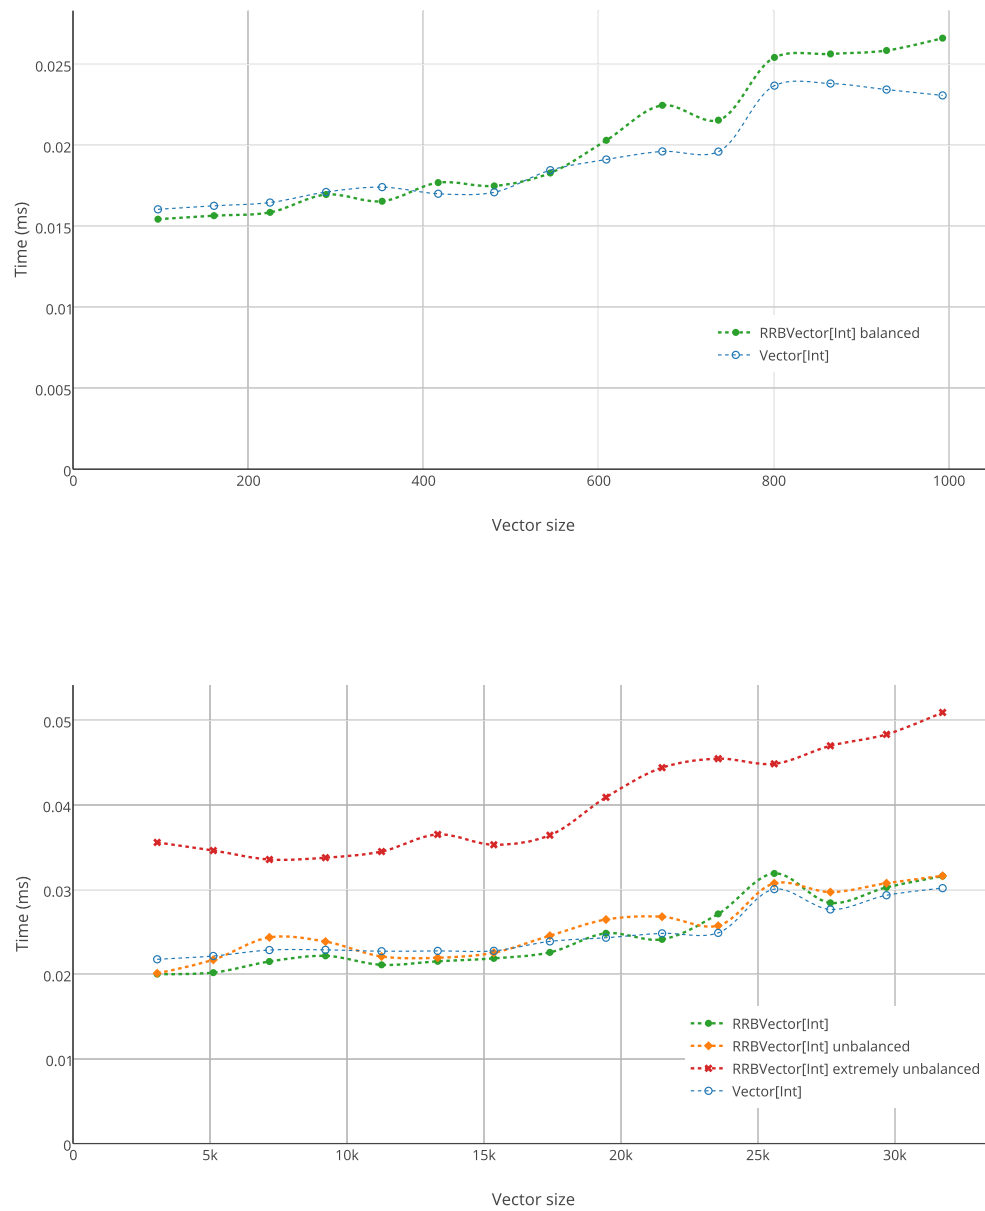 0.025
0.02
0.015
0.01
0.005
0
Time (ms)
RRBVector[Int] balanced
Vector[Int]
0 200 400 600 800 1000
Vector size
0.05
0.04
0.03
0.02
0.01
0
Time (ms)
RRBVector[Int]
RRBVector[Int] unbalanced
RRBVector[Int] extremely unbalanced
Vector[Int]
0 5k 10k 15k 20k 25k 30k
Vector size